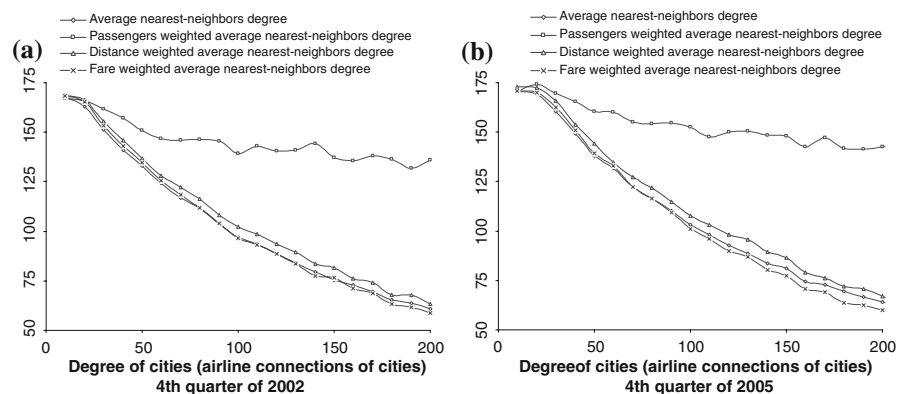 (a)
Average nearest-neighbors degree
Passengers weighted average nearest-neighbors degree
Distance weighted average nearest-neighbors degree
Fare weighted average nearest-neighbors degree
175
150
125
100
75
50
0
50
100
150
200
Degree of cities (airline connections of cities)
4th quarter of 2002
(b)
Average nearest-neighbors degree
Passengers weighted average nearest-neighbors degree
Distance weighted average nearest-neighbors degree
Fare weighted average nearest-neighbors degree
175
150
125
100
75
50
0
50
100
150
200
Degreeof cities (airline connections of cities)
4th quarter of 2005